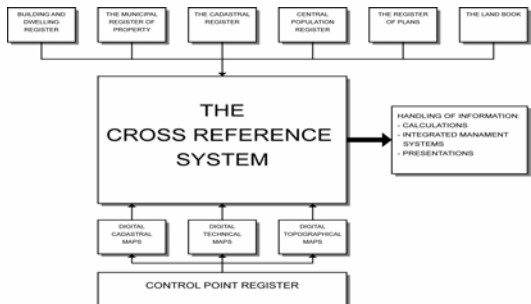 BUILDING AND
DWELLING
REGISTER
THE MUNICIPAL
REGISTER OF
PROPERTY
THE CADASTRAL
REGISTER
CENTRAL
POPULATION
REGISTER
THE REGISTER
OF PLANS
THE LAND BOOK
THE
CROSS REFERENCE
SYSTEM
HANDLING OF INFORMATION:
- CALCULATIONS
- INTEGRATED MANAMENT
SYSTEMS
- PRESENTATIONS
DIGITAL
CADASTRAL
MAPS
DIGITAL
TECHNICAL
MAPS
DIGITAL
TOPOGRAPHICAL
MAPS
CONTROL POINT REGISTER